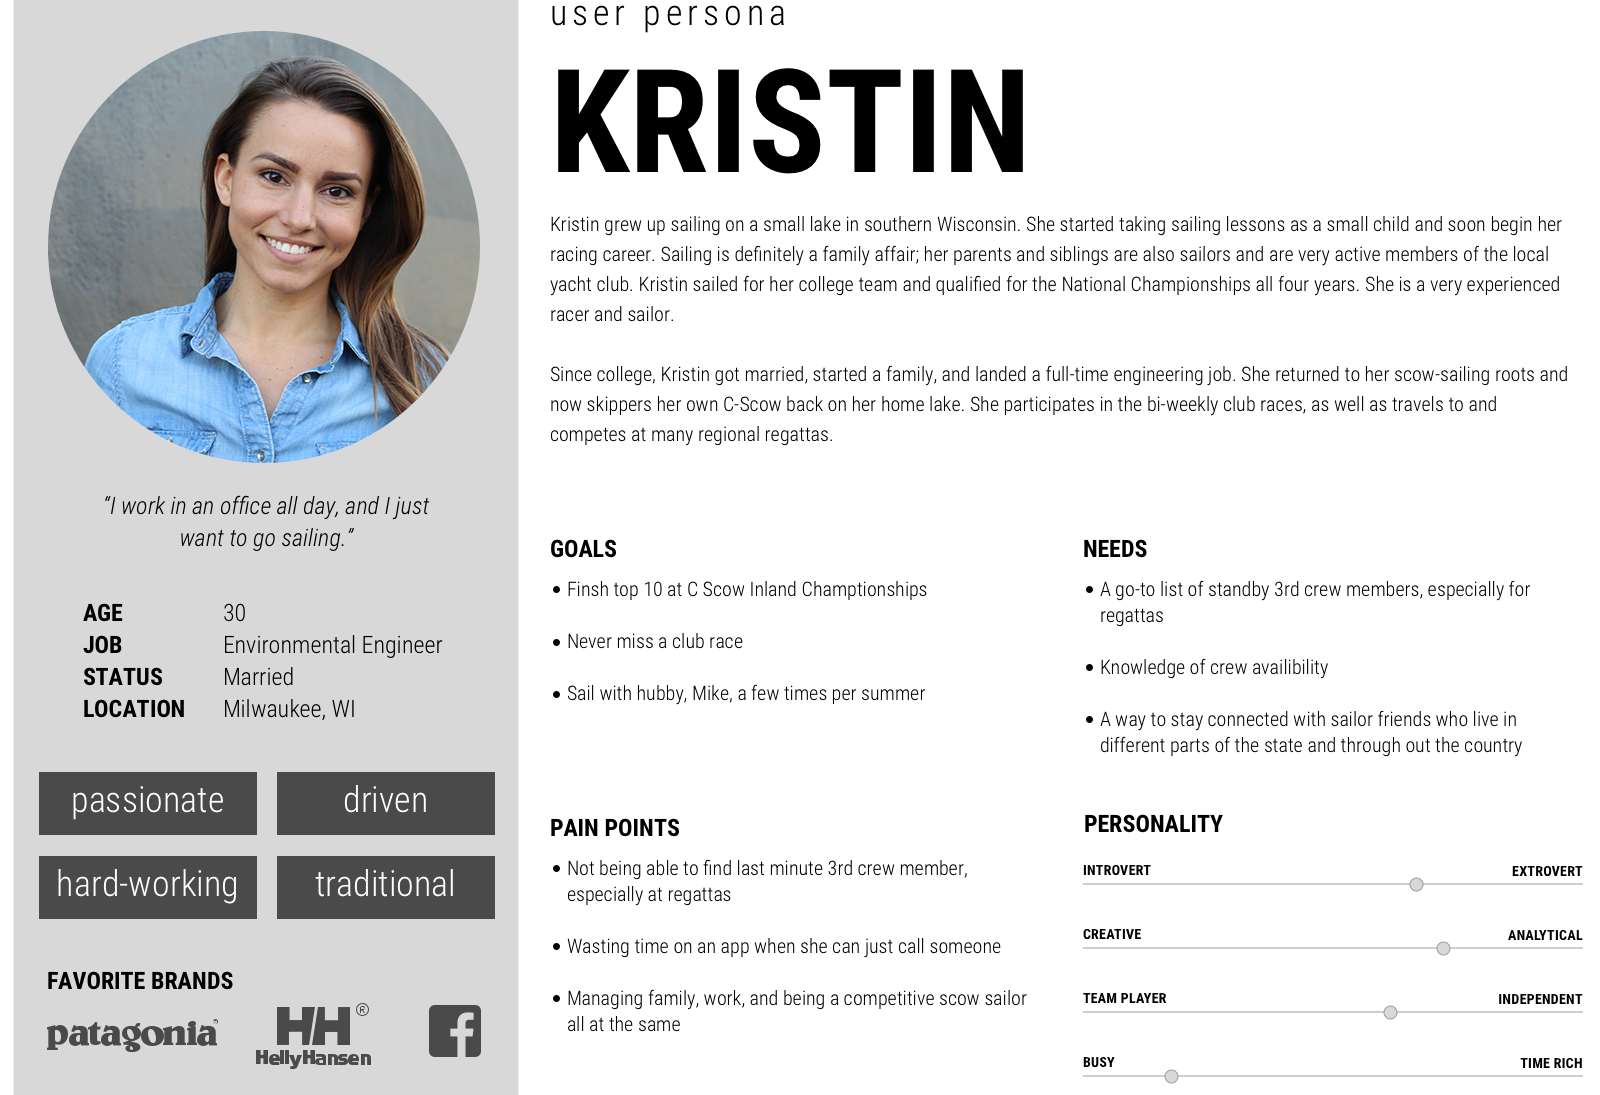 user persona
KRISTIN
Kristin grew up sailing on a small lake in southern Wisconsin. She started taking sailing lessons as a small child and soon begin her
racing career. Sailing is definitely a family affair; her parents and siblings are also sailors and are very active members of the local
yacht club. Kristin sailed for her college team and qualified for the National Championships all four years. She is a very experienced
racer and sailor.
Since college, Kristin got married, started a family, and landed a full-time engineering job. She returned to her scow-sailing roots and
now skippers her own C-Scow back on her home lake. She participates in the bi-weekly club races, as well as travels to and
competes at many regional regattas.
“I work in an office all day, and I just
want to go sailing.”
AGE 30
JOB Environmental Engineer
STATUS Married
LOCATION Milwaukee, WI
passionate
driven
hard-working
traditional
FAVORITE BRANDS
patagonia
HH®
HellyHansen
f
GOALS
• Finsh top 10 at C Scow Inland Champtionships
• Never miss a club race
• Sail with hubby, Mike, a few times per summer
NEEDS
• A go-to list of standby 3rd crew members, especially for
regattas
• Knowledge of crew availibility
• A way to stay connected with sailor friends who live in
different parts of the state and through out the country
PAIN POINTS
• Not being able to find last minute 3rd crew member,
especially at regattas
• Wasting time on an app when she can just call someone
• Managing family, work, and being a competitive scow sailor
all at the same
PERSONALITY
INTROVERT EXTROVERT
CREATIVE ANALYTICAL
TEAM PLAYER INDEPENDENT
BUSY TIME RICH